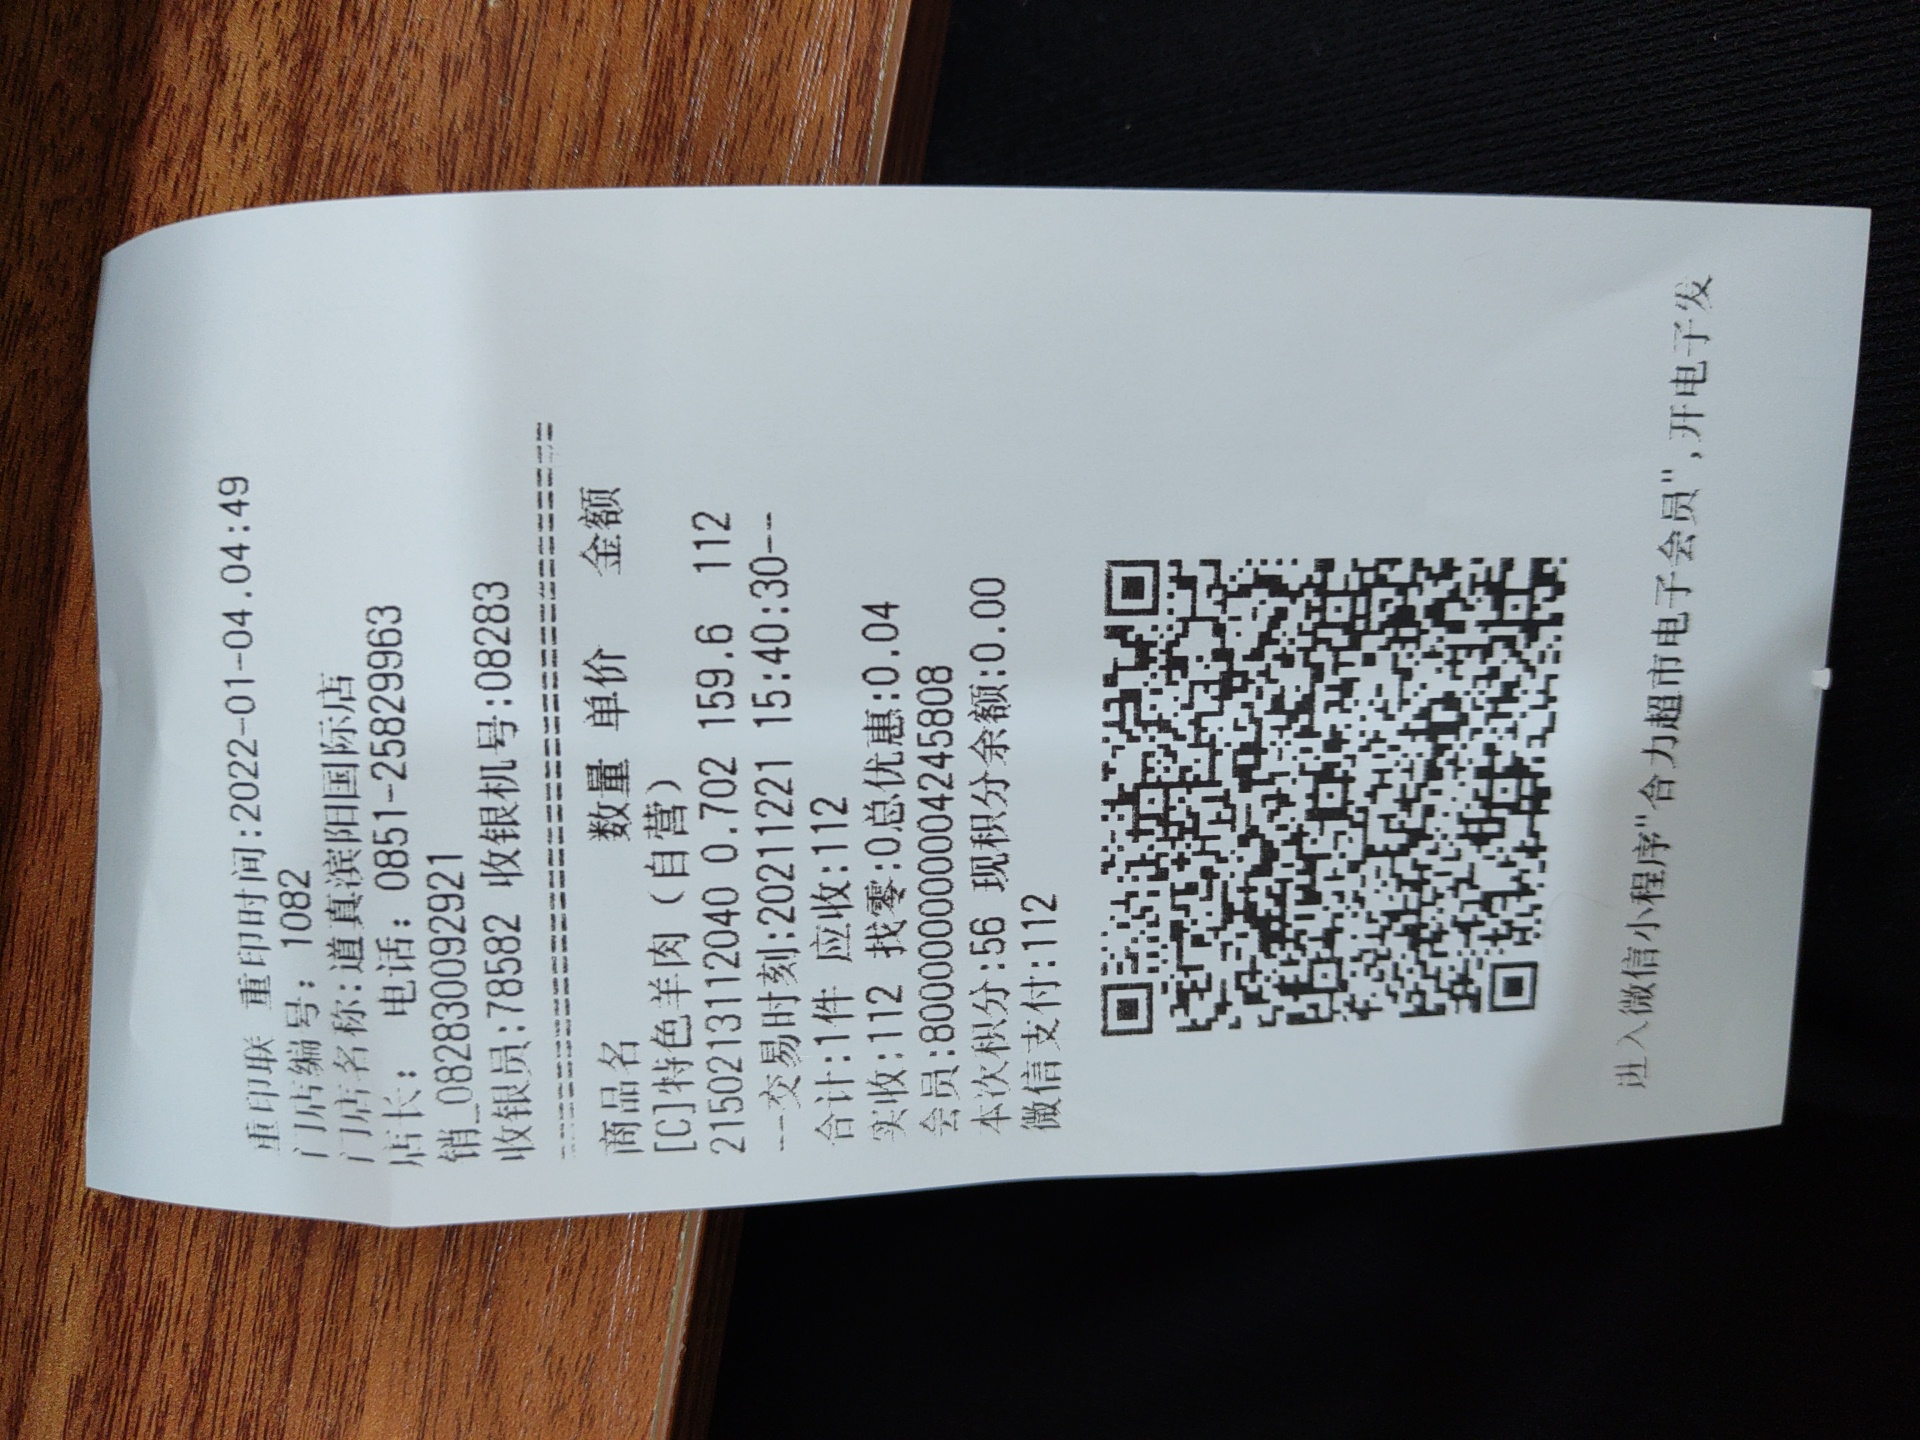 重印联 重印时间:2022-01-04.04:49
门店编号: 1082
门店名称:道真滨阳国际店
店长: 电话: 0851-25829963
销_082830092921
收银员:78582 收银机号:08283
商品名 数量 单价 金额
[C]特色羊肉(自营)
2150213112040 0.702 159.6 112
--交易时刻:20211221 15:40:30--
合计:1件 应收:112
实收:112 找零:0总优惠:0.04
会员:8000000000004245808
本次积分:56 现积分余额:0.00
微信支付:112
进入微信小程序"合力超市电子会员",开电子发